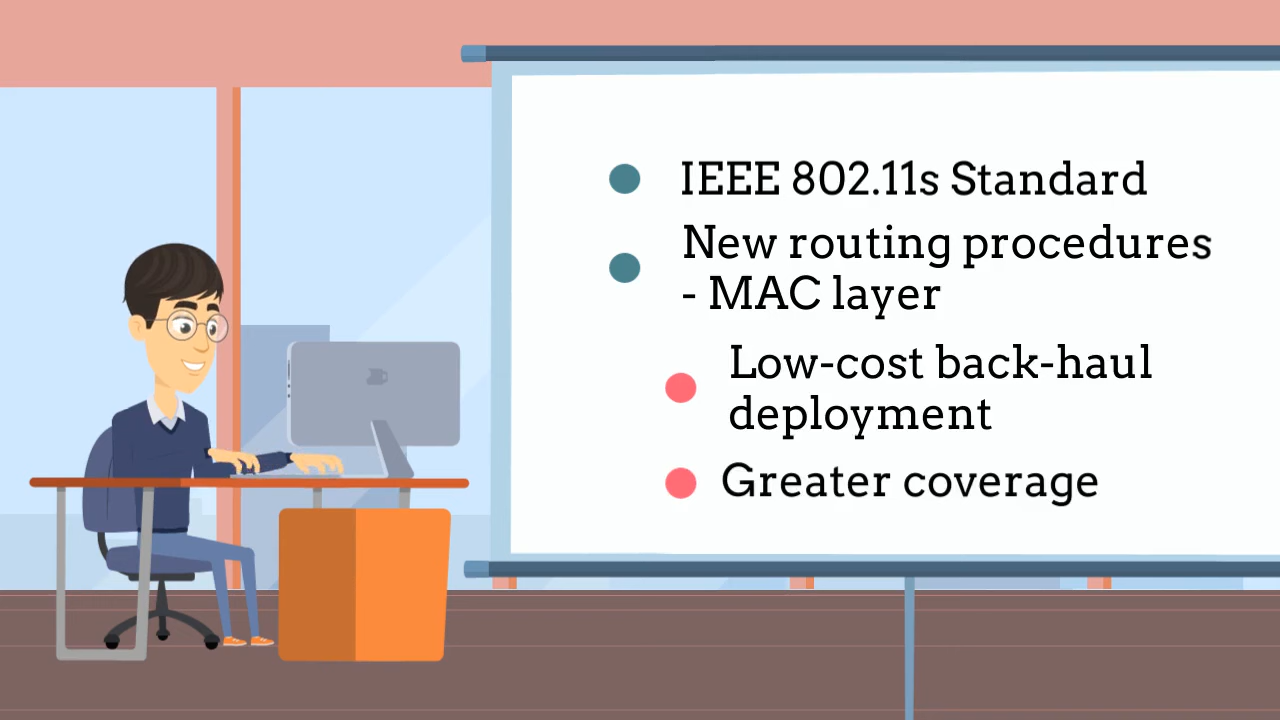 IEEE 802.11s Standard
New routing procedures
- MAC layer
Low-cost back-haul
deployment
Greater coverage